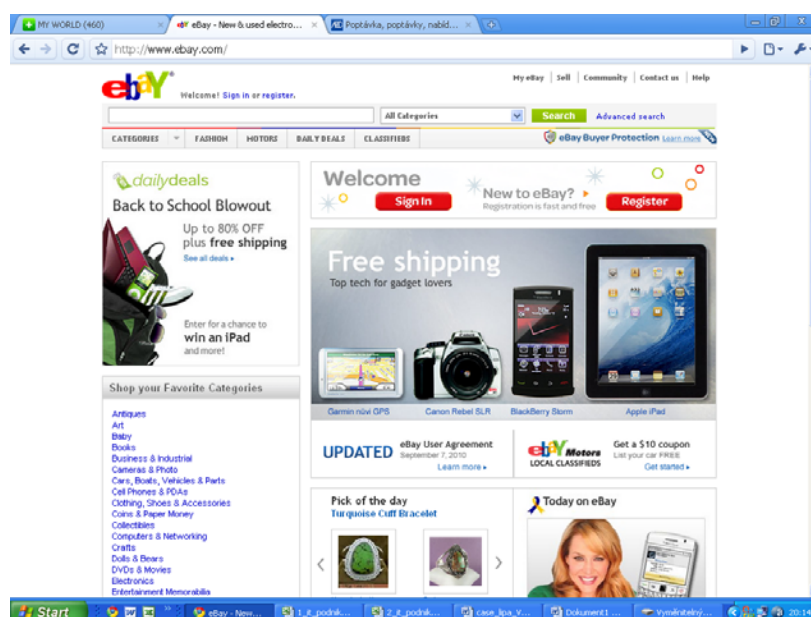 MY WORLD (460)
eBay - New & used electro...
Poptávka, poptávky, nabíd...
http://www.ebay.com/
ebY
Welcome! Sign in or register.
My eBay | Sell | Community | Contact us | Help
All Categories
Search
Advanced search
CATEGORIES
FASHION
MOTORS
DAILY DEALS
CLASSIFIEDS
eBay Buyer Protection Learn more
dailydeals
Back to School Blowout
Up to 80% OFF
plus free shipping
See all deals
Enter for a chance to
win an iPad
and more!
Welcome
Sign In
New to eBay?
Registration is fast and free
Register
Free shipping
Top tech for gadget lovers
Garmin nüvi GPS
Canon Rebel SLR
BlackBerry Storm
Apple iPad
Shop your Favorite Categories
Antiques
Art
Baby
Books
Business & Industrial
Cameras & Photo
Cars, Boats, Vehicles & Parts
Cell Phones & PDAs
Clothing, Shoes & Accessories
Coins & Paper Money
Collectibles
Computers & Networking
Crafts
Dolls & Bears
DVDs & Movies
Electronics
Entertainment Memorabilia
UPDATED
eBay User Agreement
September 7, 2010
Learn more
ebY Motors
LOCAL CLASSIFIEDS
Get a $10 coupon
List your car FREE
Get started
Pick of the day
Turquoise Cuff Bracelet
Today on eBay
Start
eBay - New...
1_it_podnik...
2_it_podnik...
case_lipa_V...
Dokument1 ...
Vyměnitelný...
20:14